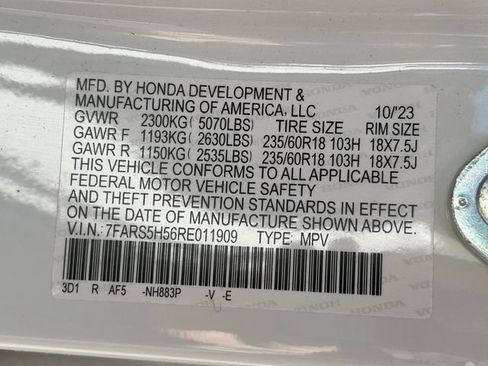 MFD. BY HONDA DEVELOPMENT &
MANUFACTURING OF AMERICA, LLC 10/'23
GVWR 2300KG (5070LBS) TIRE SIZE RIM SIZE
GAWR F 1193KG (2630LBS) 235/60R18 103H 18X7.5J
GAWR R 1150KG (2535LBS) 235/60R18 103H 18X7.5J
THIS VEHICLE CONFORMS TO ALL APPLICABLE
FEDERAL MOTOR VEHICLE SAFETY
AND THEFT PREVENTION STANDARDS IN EFFECT
ON THE DATE OF MANUFACTURE SHOWN ABOVE.
V.I.N.: 7FARS5H56RE011909 TYPE: MPV
3D1 R AF5 -NH883P -V -E
HONDA HONDA HONDA